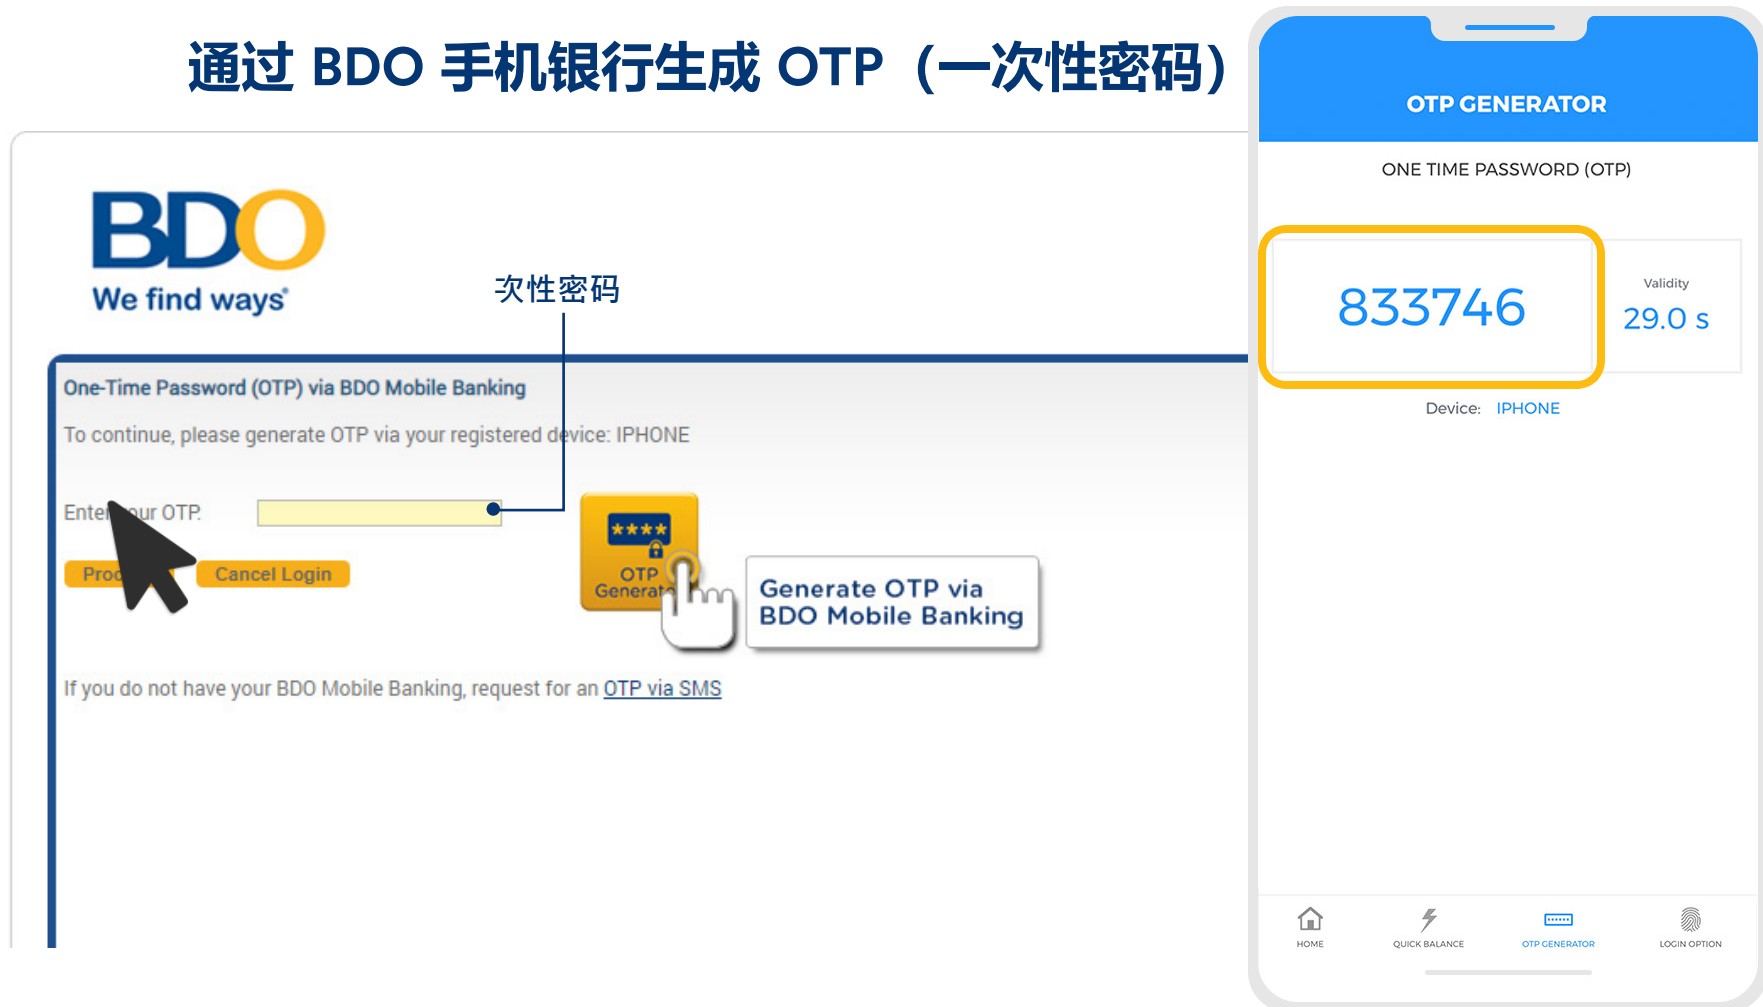 通过 BDO 手机银行生成 OTP（一次性密码）
BDO
We find ways®
次性密码
One-Time Password (OTP) via BDO Mobile Banking
To continue, please generate OTP via your registered device: IPHONE
Enter your OTP:
****
OTP
Cancel Login
Generate OTP via
BDO Mobile Banking
If you do not have your BDO Mobile Banking, request for an OTP via SMS
OTP GENERATOR
ONE TIME PASSWORD (OTP)
833746
Validity
29.0 s
Device: IPHONE
HOME
QUICK BALANCE
OTP GENERATOR
LOGIN OPTION